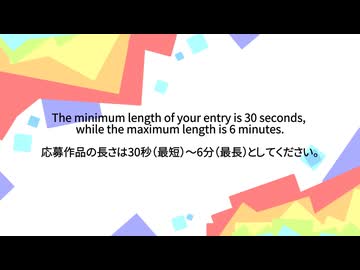 The minimum length of your entry is 30 seconds,
while the maximum length is 6 minutes.
応募作品の長さは30秒（最短）～6分（最長）としてください。